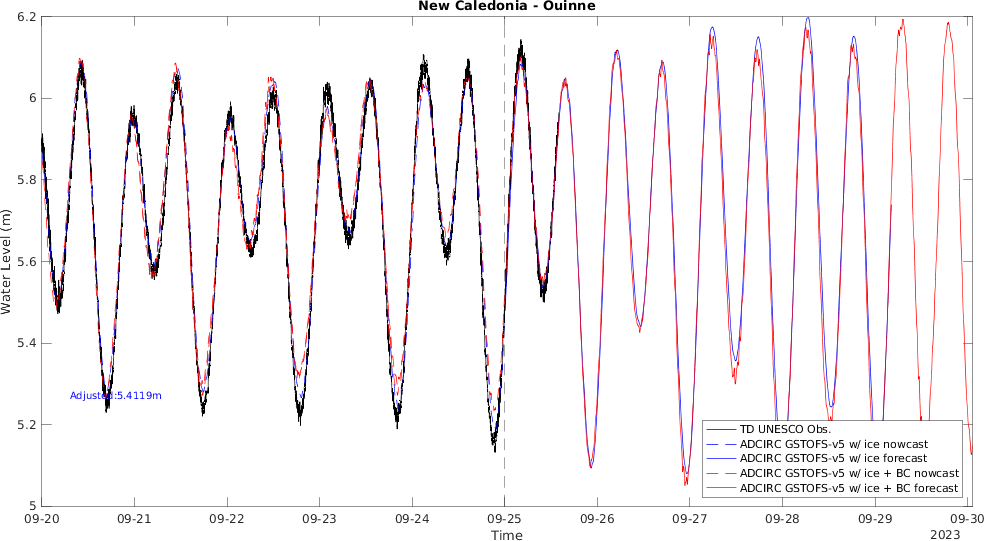 New Caledonia - Ouinne
6.2
6
5.8
5.6
5.4
5.2
5
Water Level (m)
Adjusted:5.4119m
TD UNESCO Obs.
ADCIRC GSTOFS-v5 w/ ice nowcast
ADCIRC GSTOFS-v5 w/ ice forecast
ADCIRC GSTOFS-v5 w/ ice + BC nowcast
ADCIRC GSTOFS-v5 w/ ice + BC forecast
09-20 09-21 09-22 09-23 09-24 09-25 09-26 09-27 09-28 09-29 09-30
Time
2023